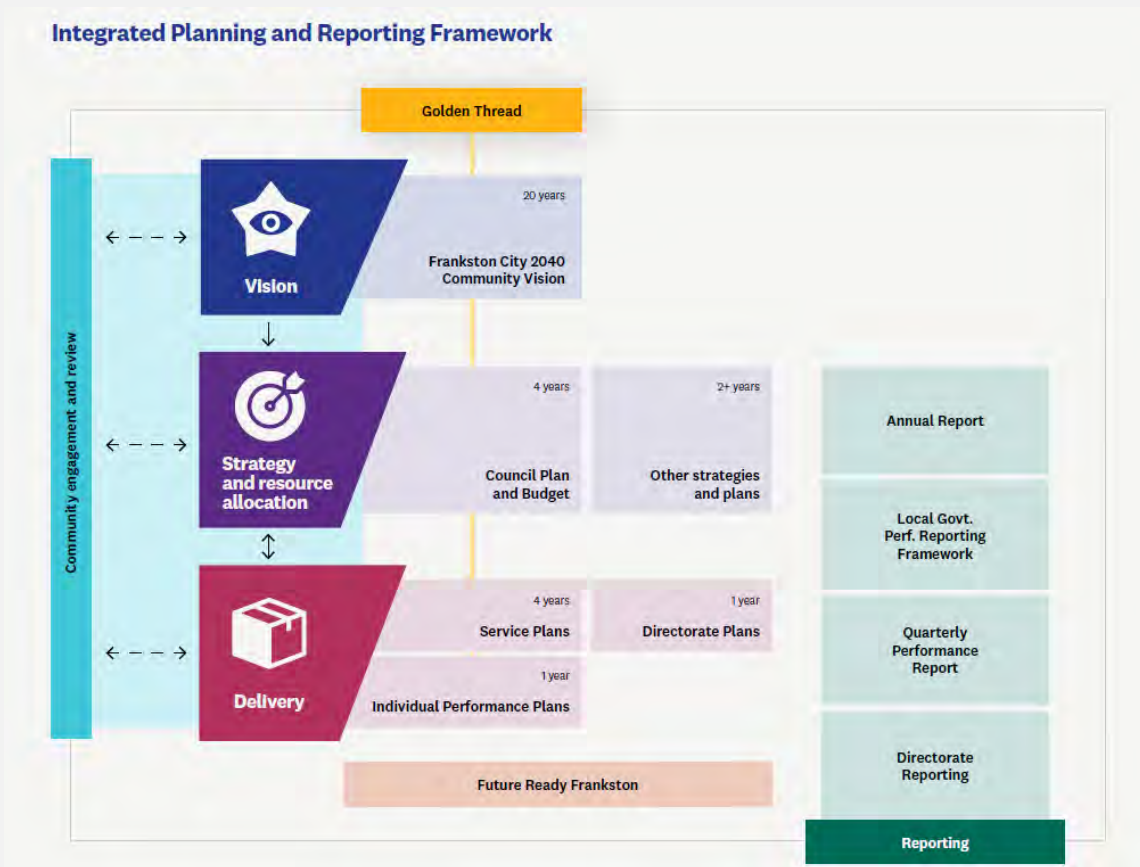 Integrated Planning and Reporting Framework
Golden Thread
Community engagement and review
Vision
20 years
Frankston City 2040
Community Vision
Strategy
and resource
allocation
4 years
Council Plan
and Budget
2+ years
Other strategies
and plans
Delivery
4 years
Service Plans
1 year
Directorate Plans
1 year
Individual Performance Plans
Future Ready Frankston
Annual Report
Local Govt.
Perf. Reporting
Framework
Quarterly
Performance
Report
Directorate
Reporting
Reporting